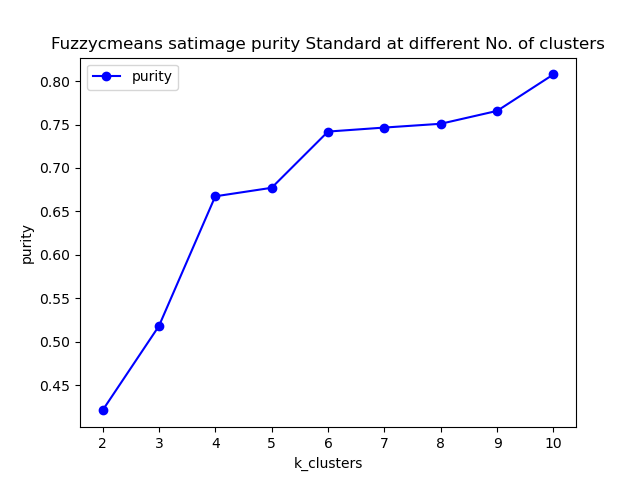 Fuzzycmeans satimage purity Standard at different No. of clusters
purity
0.80
0.75
0.70
0.65
0.60
0.55
0.50
0.45
purity
2 3 4 5 6 7 8 9 10
k_clusters